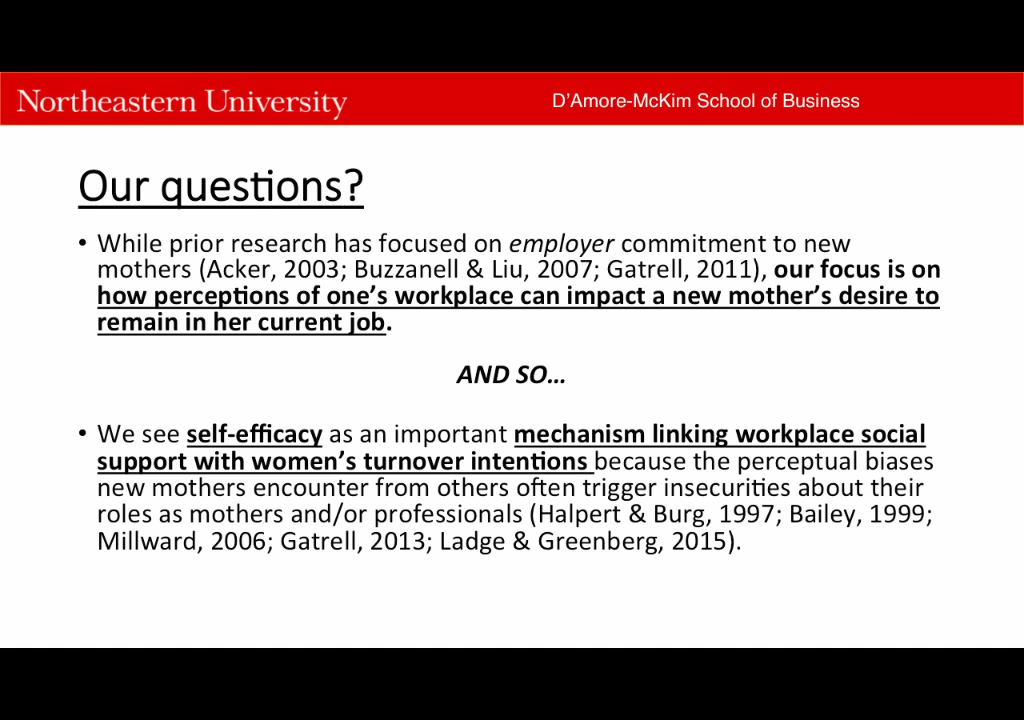 Northeastern University
D'Amore-McKim School of Business
Our questions?
• While prior research has focused on employer commitment to new
mothers (Acker, 2003; Buzzanell & Liu, 2007; Gatrell, 2011), our focus is on
how perceptions of one's workplace can impact a new mother's desire to
remain in her current job.
AND SO…
• We see self-efficacy as an important mechanism linking workplace social
support with women's turnover intentions because the perceptual biases
new mothers encounter from others often trigger insecurities about their
roles as mothers and/or professionals (Halpert & Burg, 1997; Bailey, 1999;
Millward, 2006; Gatrell, 2013; Ladge & Greenberg, 2015).